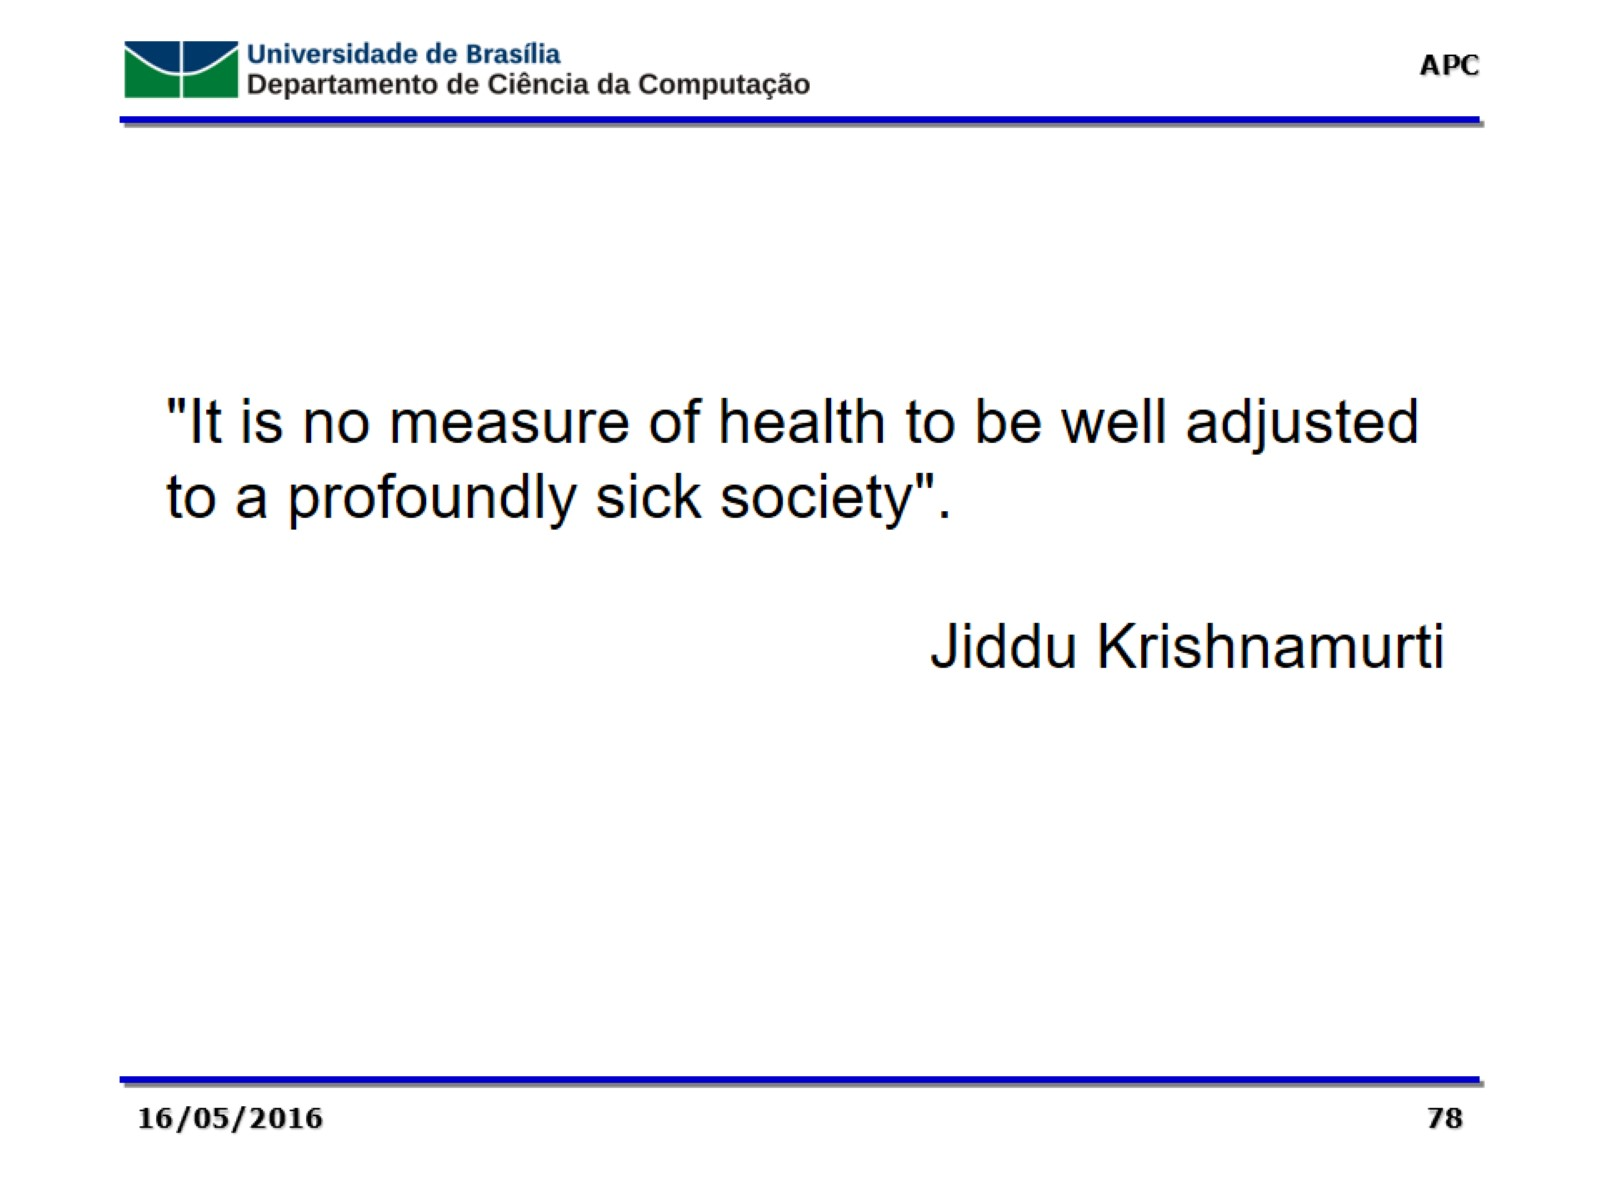 Universidade de Brasília
Departamento de Ciência da Computação
APC
"It is no measure of health to be well adjusted
to a profoundly sick society".
Jiddu Krishnamurti
16/05/2016
78